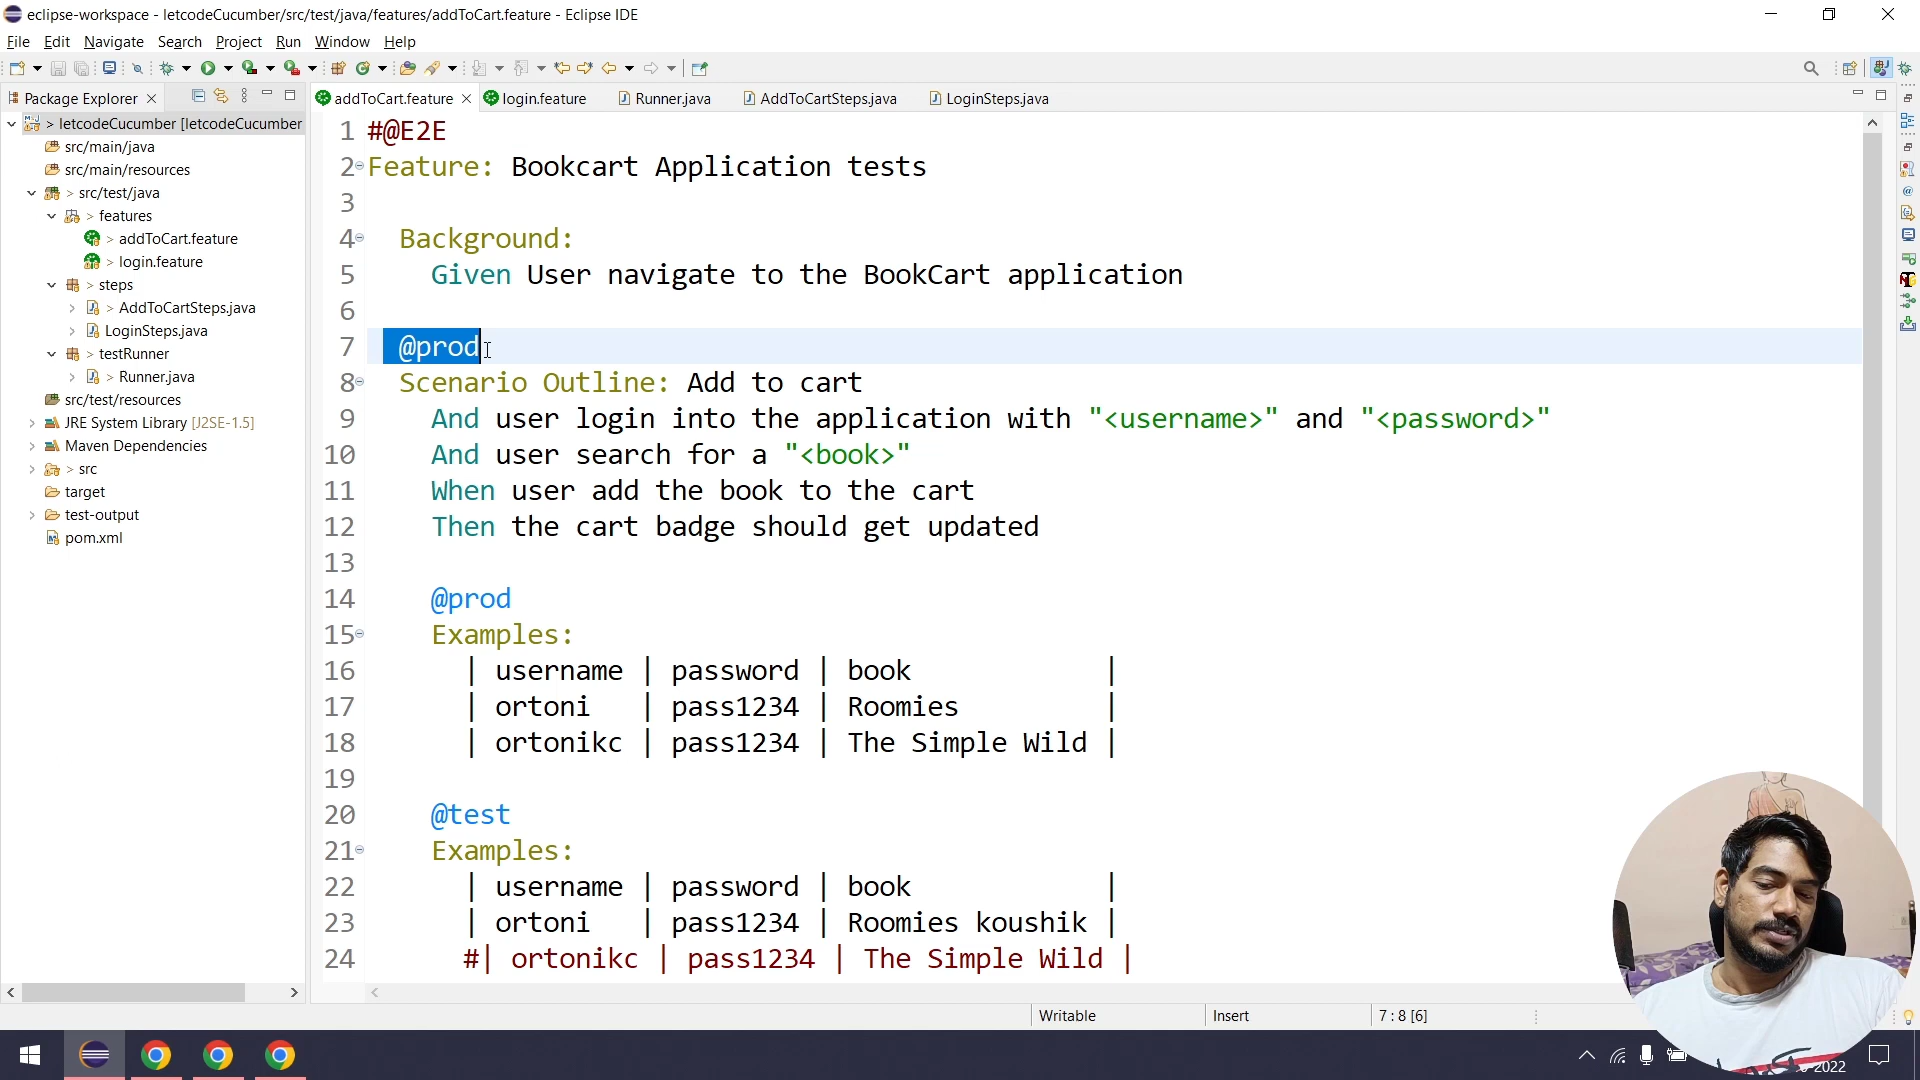 eclipse-workspace - letcodeCucumber/src/test/java/features/addToCart.feature - Eclipse IDE
File Edit Navigate Search Project Run Window Help
Package Explorer
addToCart.feature
login.feature
Runner.java
AddToCartSteps.java
LoginSteps.java
> letcodeCucumber [letcodeCucumber
src/main/java
src/main/resources
> src/test/java
> features
> addToCart.feature
> login.feature
> steps
> AddToCartSteps.java
LoginSteps.java
> testRunner
> Runner.java
src/test/resources
JRE System Library [J2SE-1.5]
Maven Dependencies
> src
target
test-output
pom.xml
1 #@E2E
2 Feature: Bookcart Application tests
3
4 Background:
5 Given User navigate to the BookCart application
6
7 @prod
8 Scenario Outline: Add to cart
9 And user login into the application with "<username>" and "<password>"
10 And user search for a "<book>"
11 When user add the book to the cart
12 Then the cart badge should get updated
13
14 @prod
15 Examples:
16 | username | password | book |
17 | ortoni | pass1234 | Roomies |
18 | ortonikc | pass1234 | The Simple Wild |
19
20 @test
21 Examples:
22 | username | password | book |
23 | ortoni | pass1234 | Roomies koushik |
24 #| ortonikc | pass1234 | The Simple Wild |
Writable
Insert
7 : 8 [6]
2022